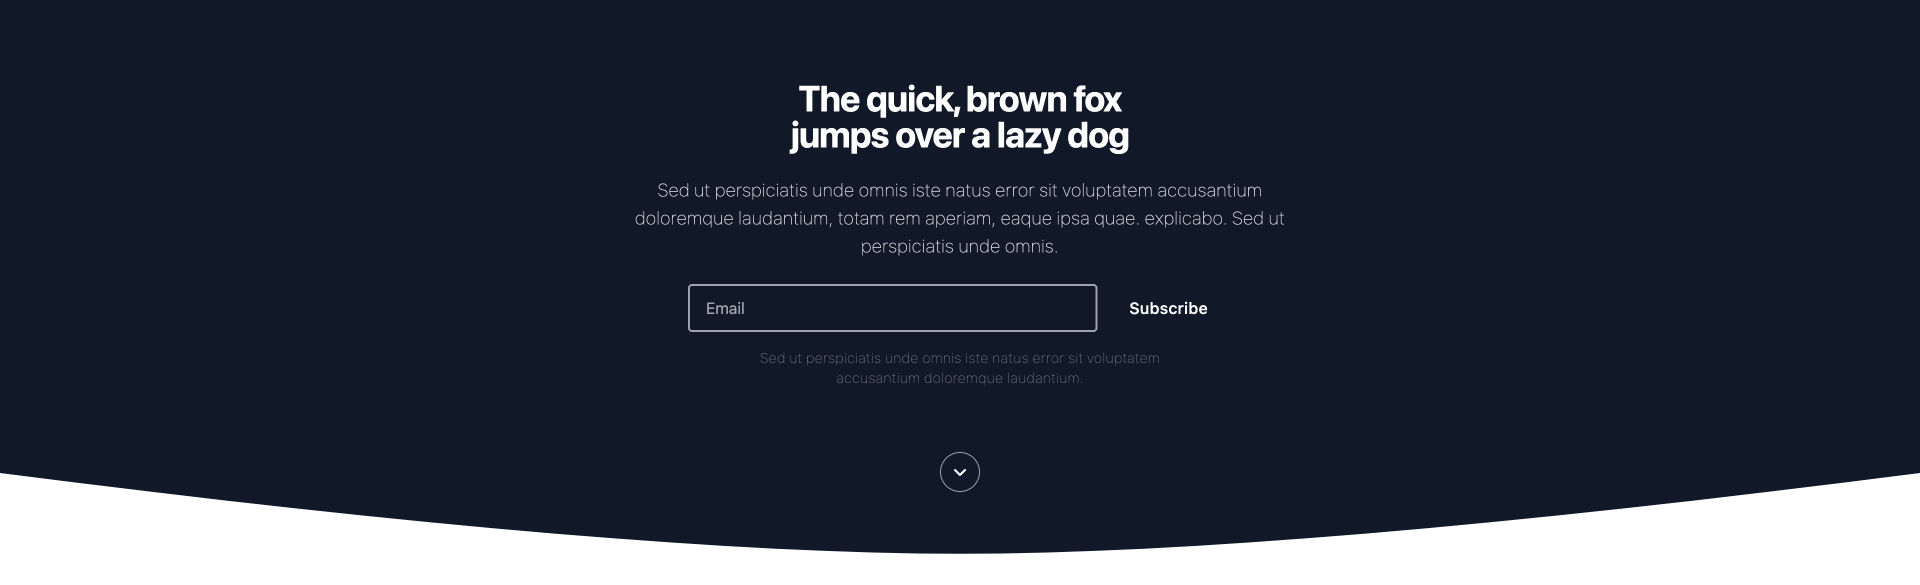 The quick, brown fox
jumps over a lazy dog
Sed ut perspiciatis unde omnis iste natus error sit voluptatem accusantium
doloremque laudantium, totam rem aperiam, eaque ipsa quae. explicabo. Sed ut
perspiciatis unde omnis.
Email
Subscribe
Sed ut perspiciatis unde omnis iste natus error sit voluptatem
accusantium doloremque laudantium.